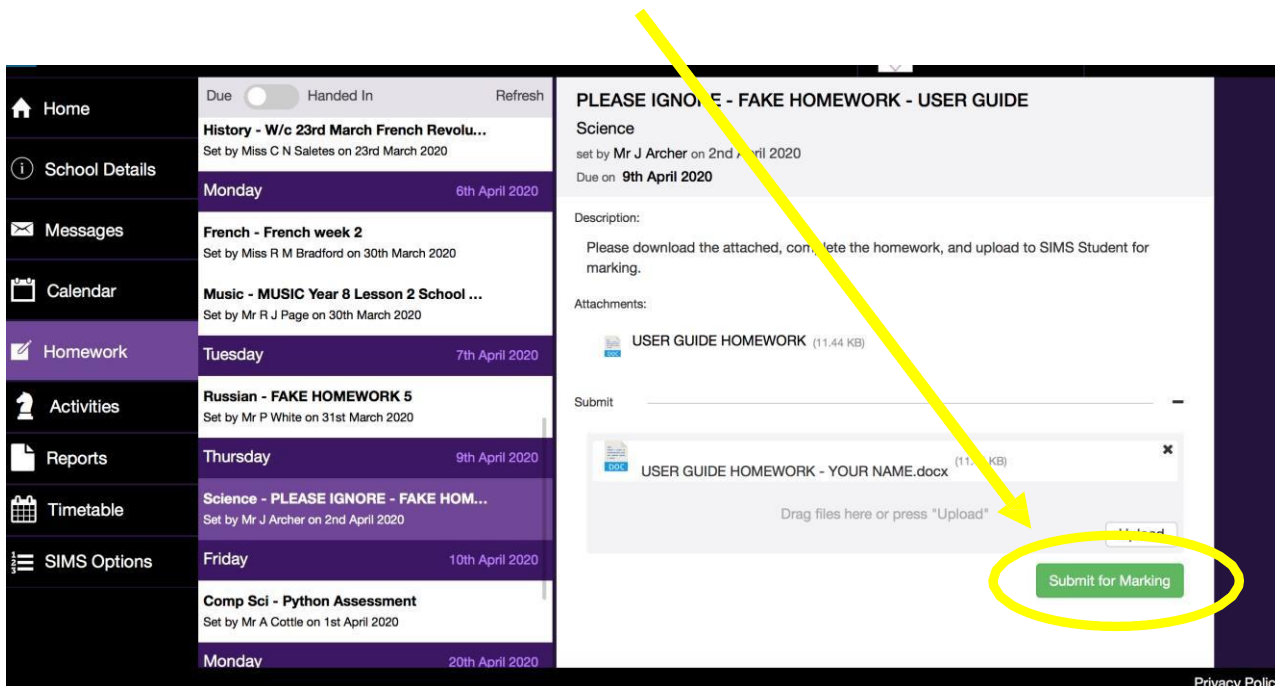 Home
School Details
Messages
Calendar
Homework
Activities
Reports
Timetable
SIMS Options
Due Handed In Refresh
History - W/c 23rd March French Revolu...
Set by Miss C N Saletes on 23rd March 2020
Monday 6th April 2020
French - French week 2
Set by Miss R M Bradford on 30th March 2020
Music - MUSIC Year 8 Lesson 2 School ...
Set by Mr R J Page on 30th March 2020
Tuesday 7th April 2020
Russian - FAKE HOMEWORK 5
Set by Mr P White on 31st March 2020
Thursday 9th April 2020
Science - PLEASE IGNORE - FAKE HOM...
Set by Mr J Archer on 2nd April 2020
Friday 10th April 2020
Comp Sci - Python Assessment
Set by Mr A Cottle on 1st April 2020
Monday 20th April 2020
PLEASE IGNORE - FAKE HOMEWORK - USER GUIDE
Science
set by Mr J Archer on 2nd April 2020
Due on 9th April 2020
Description:
Please download the attached, complete the homework, and upload to SIMS Student for
marking.
Attachments:
DOC
USER GUIDE HOMEWORK (11.44 KB)
Submit
DOC
USER GUIDE HOMEWORK - YOUR NAME.docx KB)
Drag files here or press "Upload"
Upload
Submit for Marking
Privacy Polic